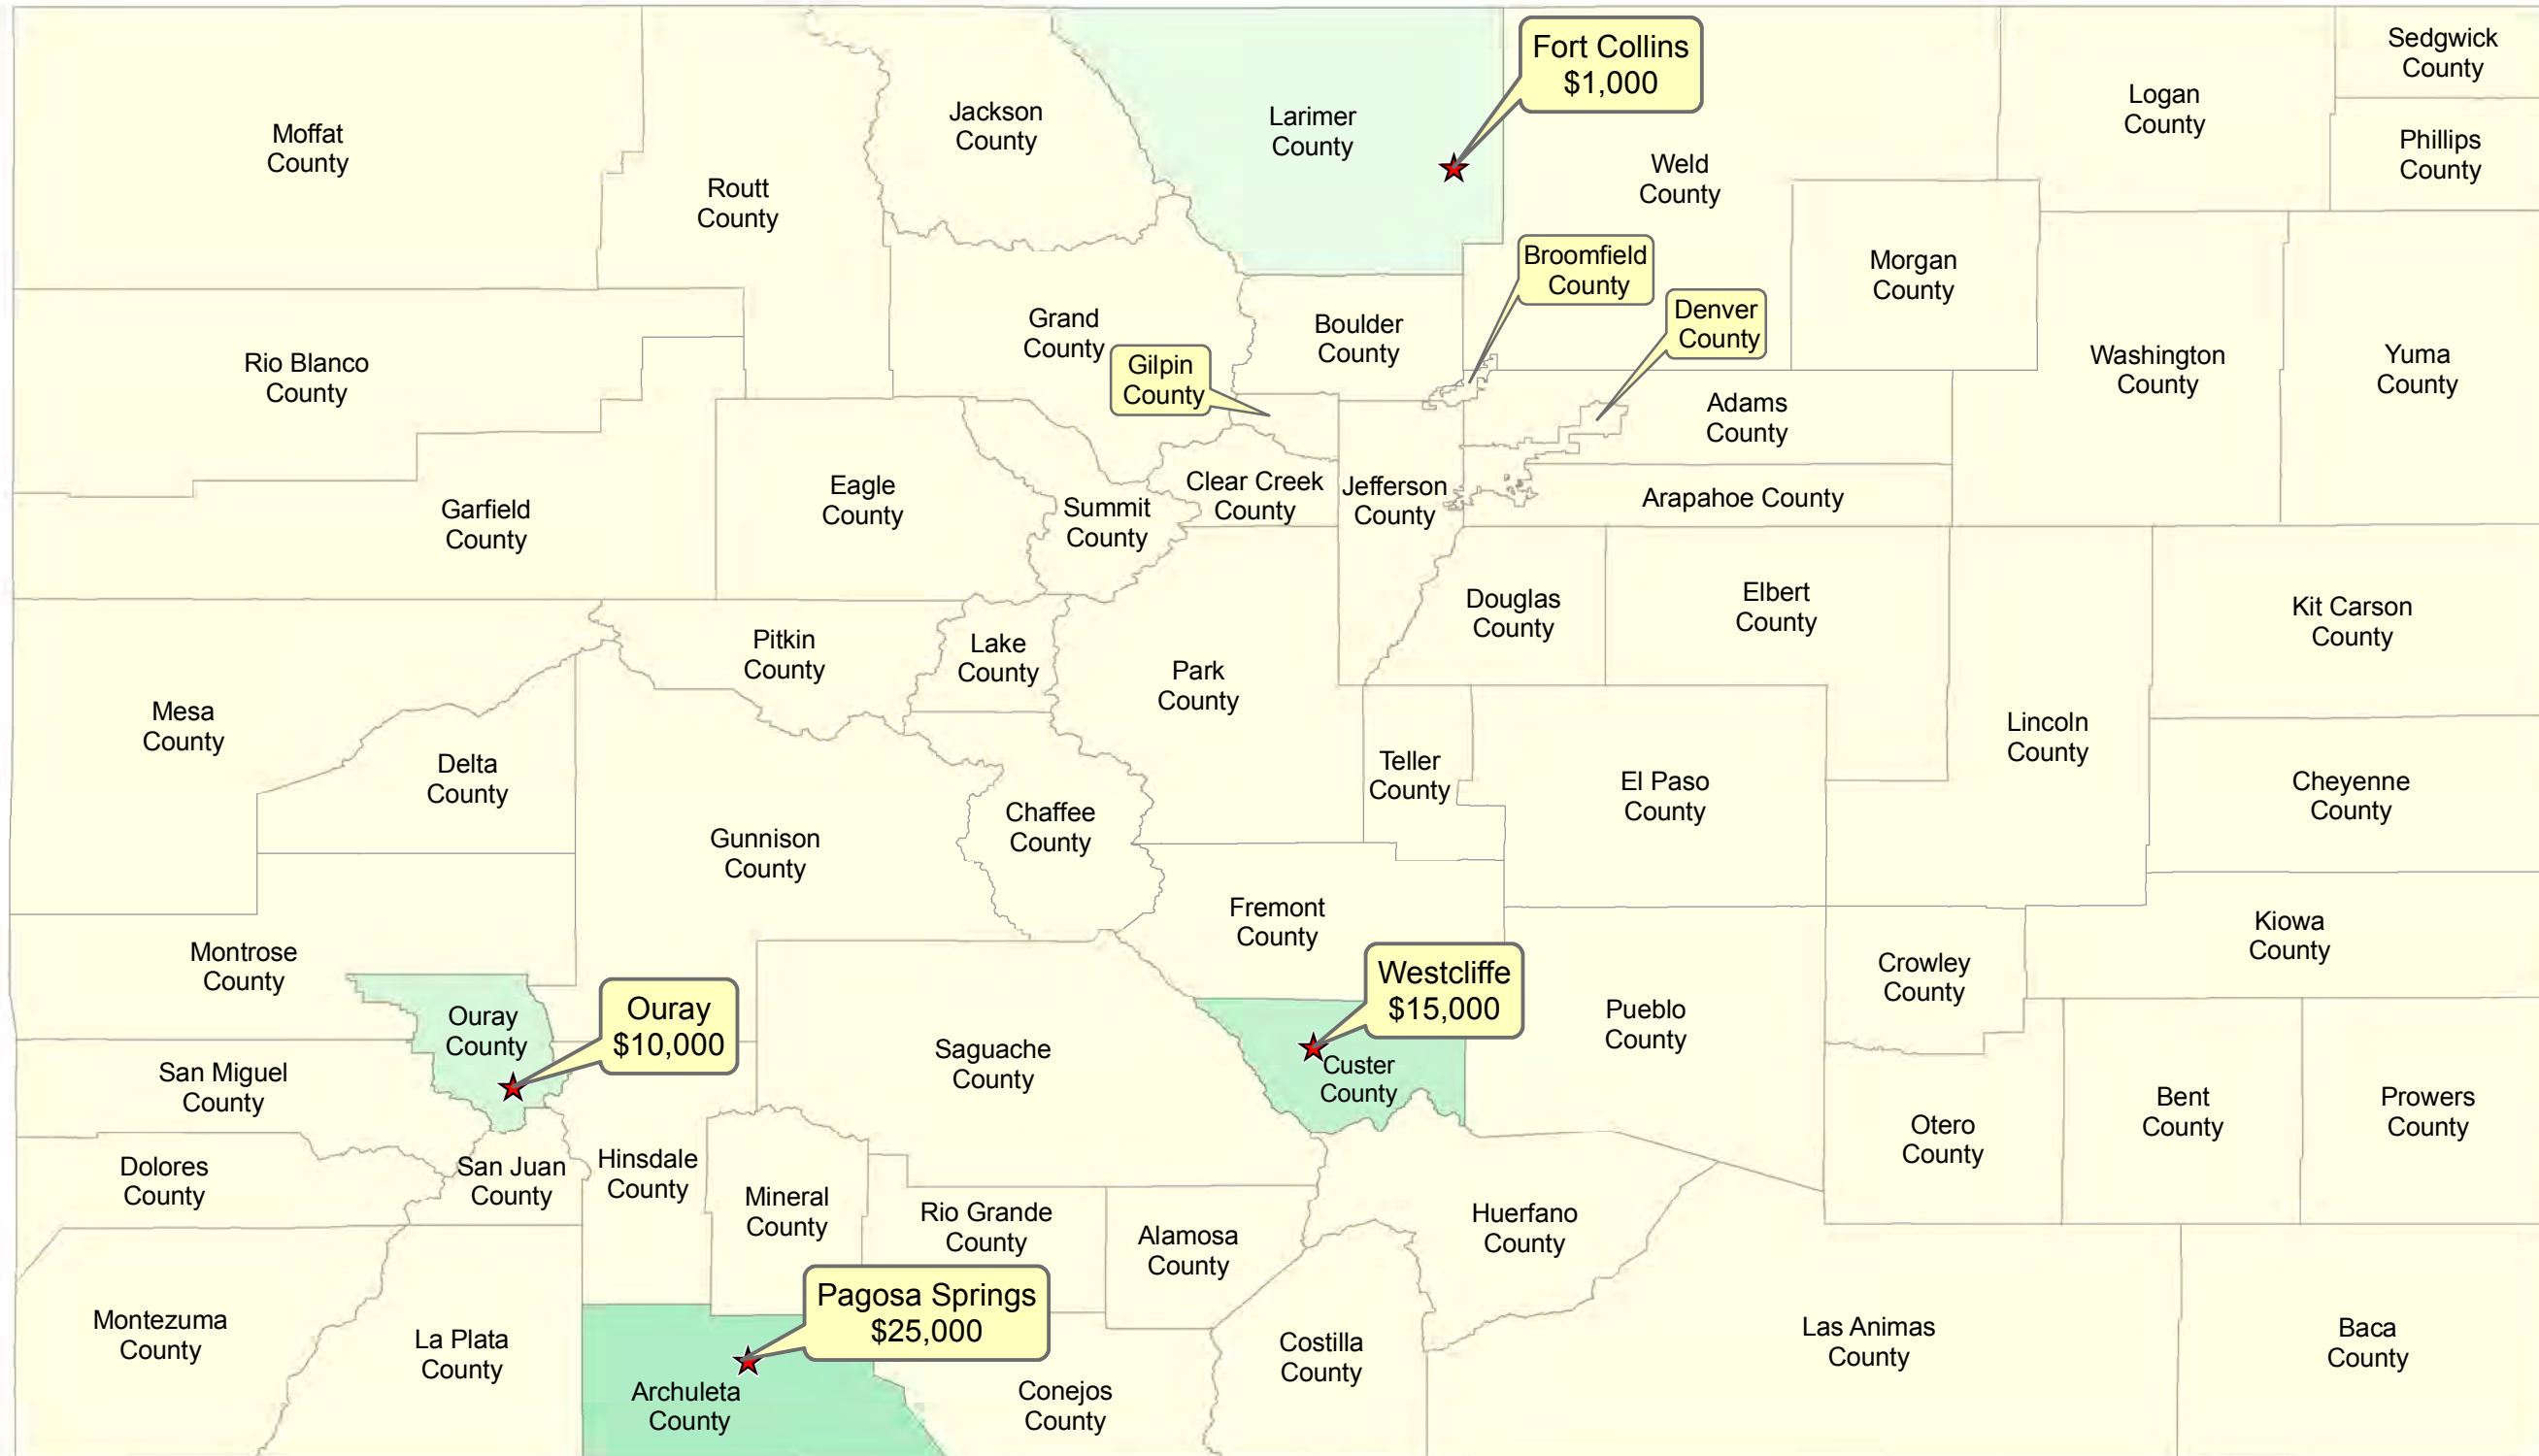 Fort Collins
$1,000
Sedgwick
County
Logan
County
Jackson
County
Larimer
County
Moffat
County
Phillips
County
Weld
County
Routt
County
Broomfield
County
Morgan
County
Denver
County
Grand
County
Boulder
County
Gilpin
County
Rio Blanco
County
Washington
County
Yuma
County
Adams
County
Eagle
County
Clear Creek
County
Jefferson
County
Arapahoe County
Garfield
County
Summit
County
Douglas
County
Elbert
County
Kit Carson
County
Pitkin
County
Lake
County
Park
County
Mesa
County
Lincoln
County
Delta
County
Teller
County
El Paso
County
Cheyenne
County
Chaffee
County
Gunnison
County
Fremont
County
Kiowa
County
Montrose
County
Crowley
County
Westcliffe
$15,000
Ouray
$10,000
Ouray
County
Pueblo
County
Saguache
County
Custer
County
San Miguel
County
Bent
County
Prowers
County
Otero
County
Dolores
County
San Juan
County
Hinsdale
County
Mineral
County
Rio Grande
County
Alamosa
County
Huerfano
County
Pagosa Springs
$25,000
Montezuma
County
La Plata
County
Costilla
County
Las Animas
County
Baca
County
Archuleta
County
Conejos
County